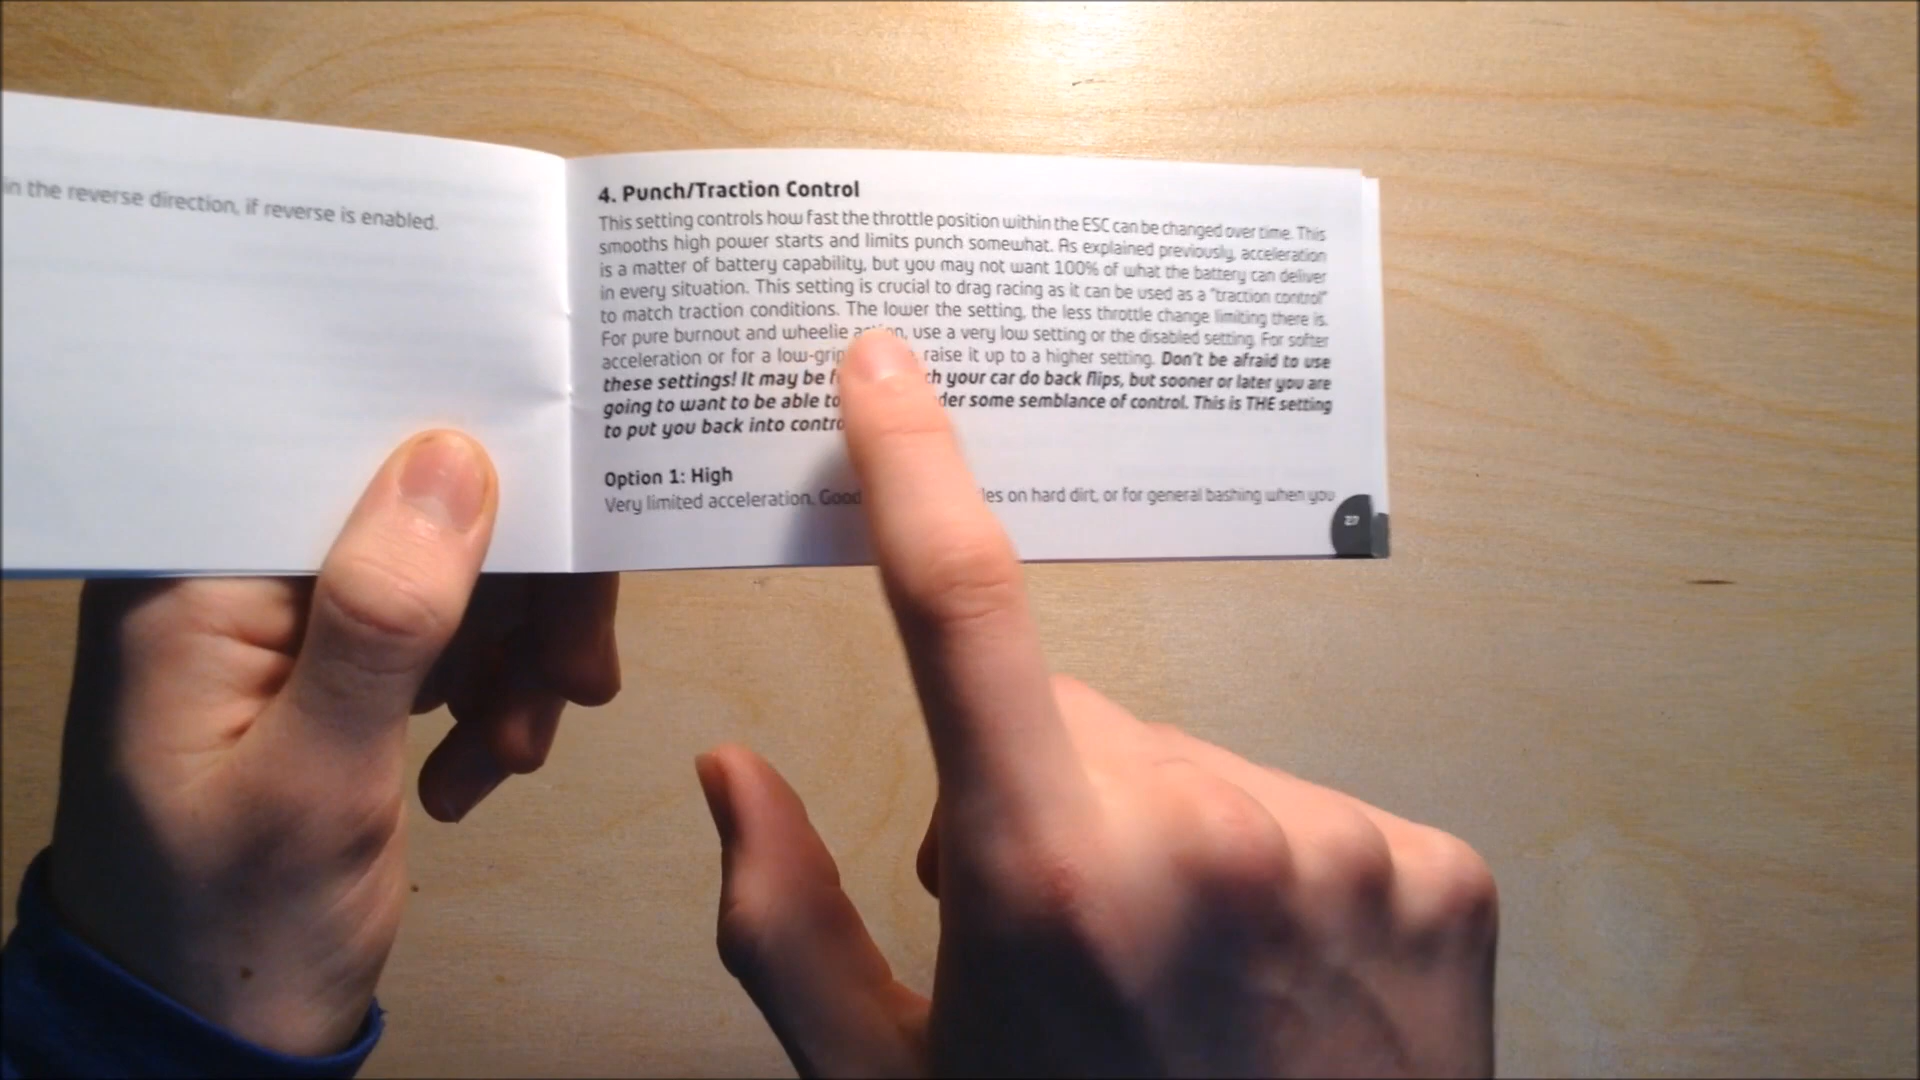 in the reverse direction, if reverse is enabled.
4. Punch/Traction Control
This setting controls how fast the throttle position within the ESC can be changed over time. This
smooths high power starts and limits punch somewhat. As explained previously, acceleration
is a matter of battery capability, but you may not want 100% of what the battery can deliver
in every situation. This setting is crucial to drag racing as it can be used as a "traction control"
to match traction conditions. The lower the setting, the less throttle change limiting there is.
For pure burnout and wheelie action, use a very low setting or the disabled setting. For softer
acceleration or for a low-grip raise it up to a higher setting. Don't be afraid to use
these settings! It may be your car do back flips, but sooner or later you are
going to want to be able to some semblance of control. This is THE setting
to put you back into
Option 1: High
Very limited acceleration. Good on hard dirt, or for general bashing when you
27